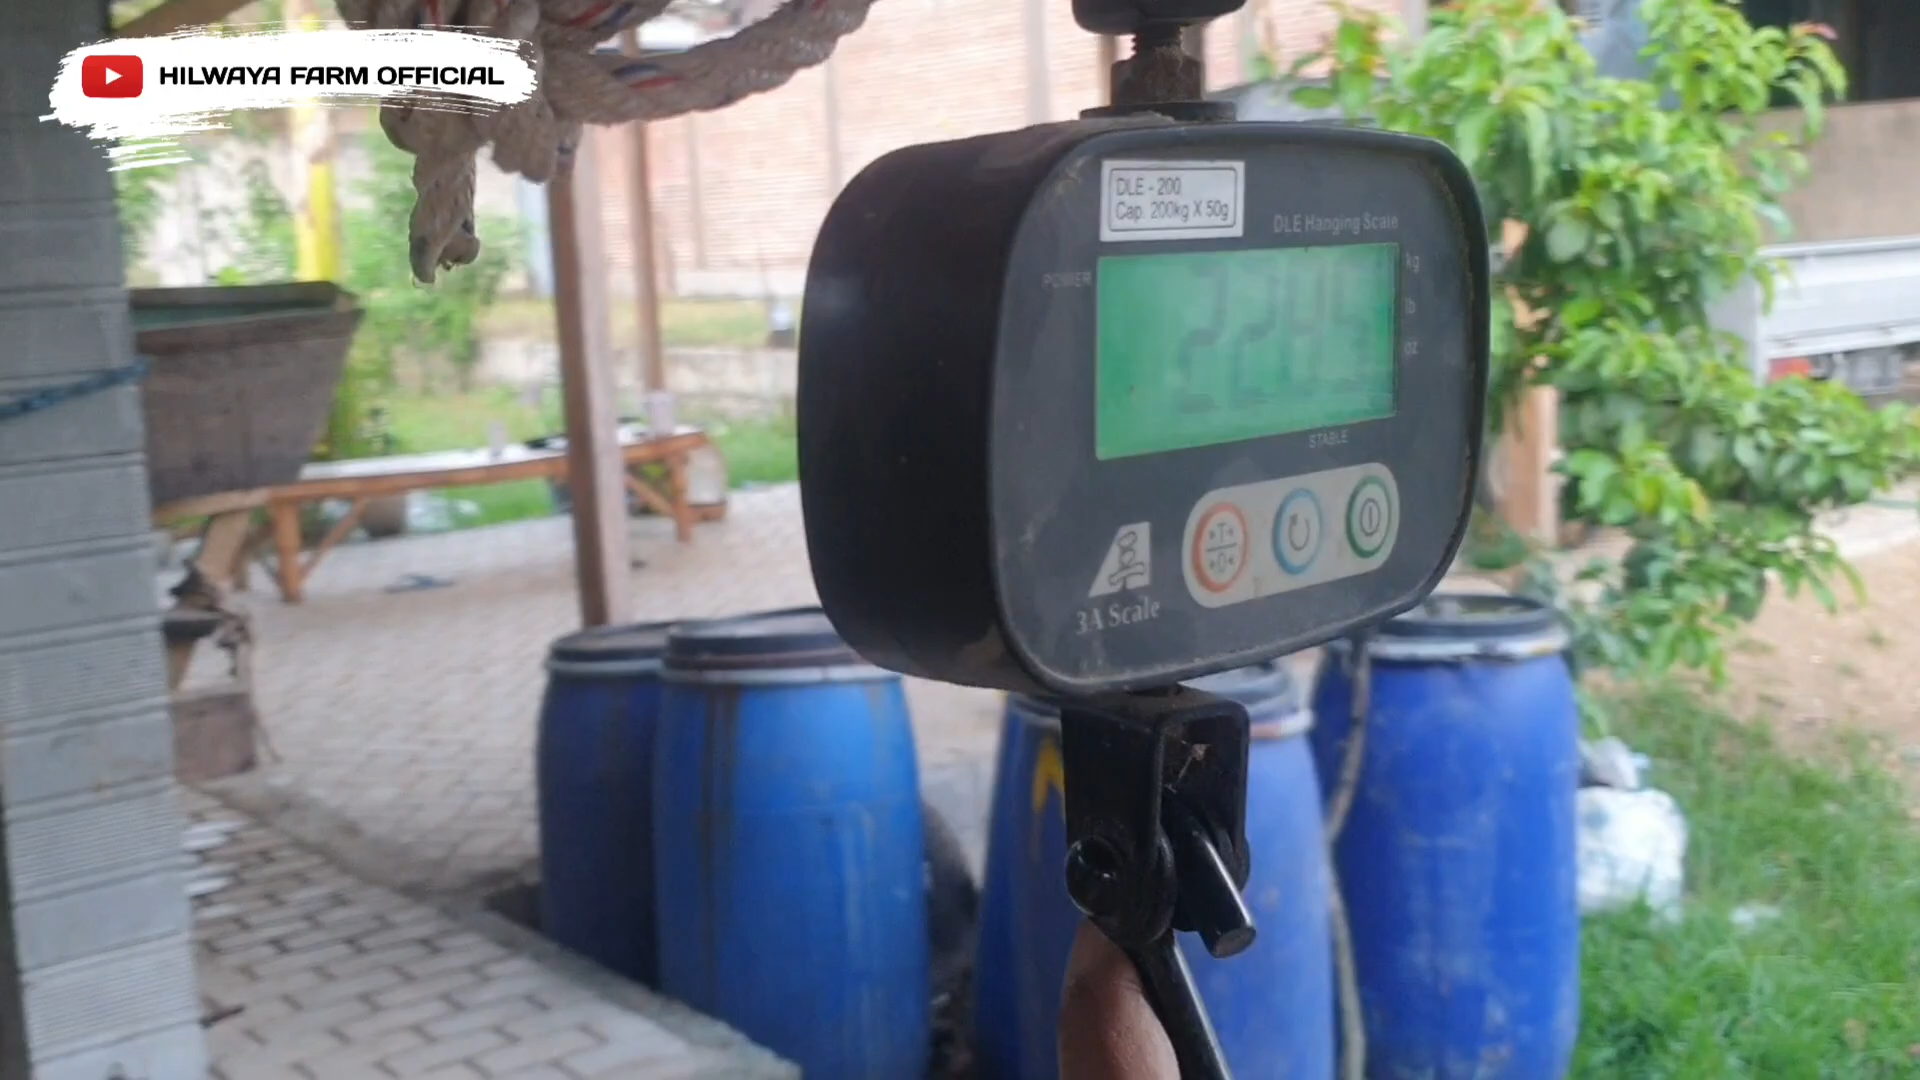 HILWAYA FARM OFFICIAL
DLE - 200
Cap. 200kg X 50g
DLE Hanging Scale
POWER
kg
lb
oz
STABLE
3A Scale